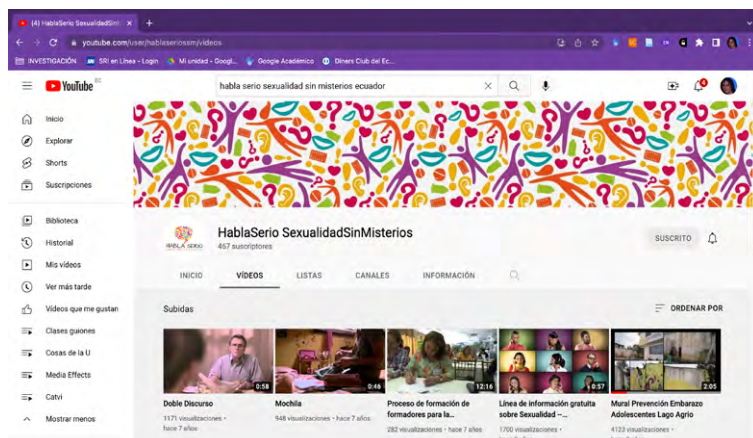 (4) HablaSerio SexualidadSin
youtube.com/user/hableseriossm/videos
INVESTIGACIÓN
SRI en Línea - Login
Mi unidad - Googl...
Google Académico
Diners Club del Ec...
YouTube EC
habla serio sexualidad sin misterios ecuador
Inicio
Explorar
Shorts
Suscripciones
Biblioteca
Historial
Mis vídeos
Ver más tarde
Vídeos que me gustan
Clases guiones
Cosas de la U
Media Effects
Catvi
Mostrar menos
HABLA SERIO
HablaSerio SexualidadSinMisterios
457 suscriptores
SUSCRITO
INICIO
VÍDEOS
LISTAS
CANALES
INFORMACIÓN
Subidas
ORDENAR POR
0:58
0:46
12:16
0:57
2:05
Doble Discurso
1171 visualizaciones •
hace 7 años
Mochila
948 visualizaciones • hace 7 años
Proceso de formación de
formadores para la...
282 visualizaciones • hace 7 años
Línea de información gratuita
sobre Sexualidad –...
1700 visualizaciones •
Mural Prevención Embarazo
Adolescentes Lago Agrio
4123 visualizaciones •